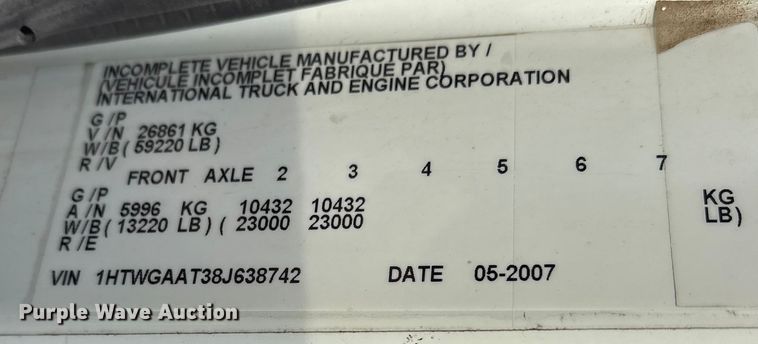 INCOMPLETE VEHICLE MANUFACTURED BY /
(VEHICULE INCOMPLET FABRIQUE PAR)
INTERNATIONAL TRUCK AND ENGINE CORPORATION
G/P
V/N 26861 KG
W/B ( 59220 LB)
R/V
FRONT AXLE 2 3 4 5 6 7
G/P
A/N 5996 KG 10432 10432 KG
W/B ( 13220 LB) ( 23000 23000 LB)
R/E
VIN 1HTWGAAT38J638742 DATE 05-2007
Purple Wave Auction